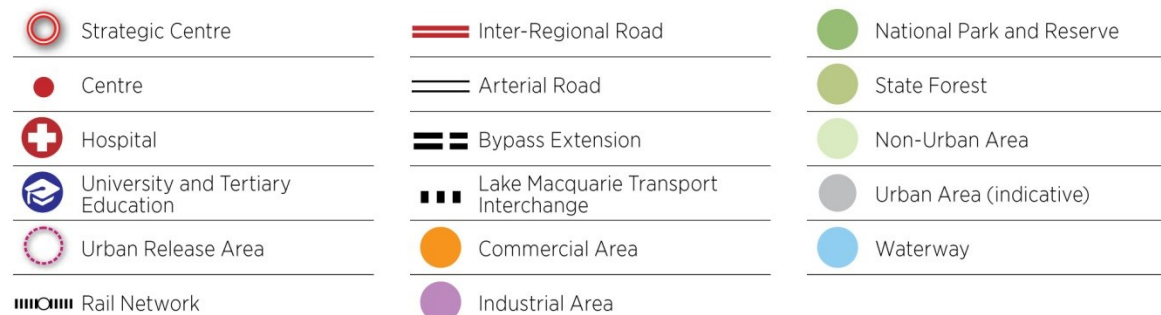 Strategic Centre
Centre
Hospital
University and Tertiary
Education
Urban Release Area
Rail Network
Inter-Regional Road
Arterial Road
Bypass Extension
Lake Macquarie Transport
Interchange
Commercial Area
Industrial Area
National Park and Reserve
State Forest
Non-Urban Area
Urban Area (indicative)
Waterway